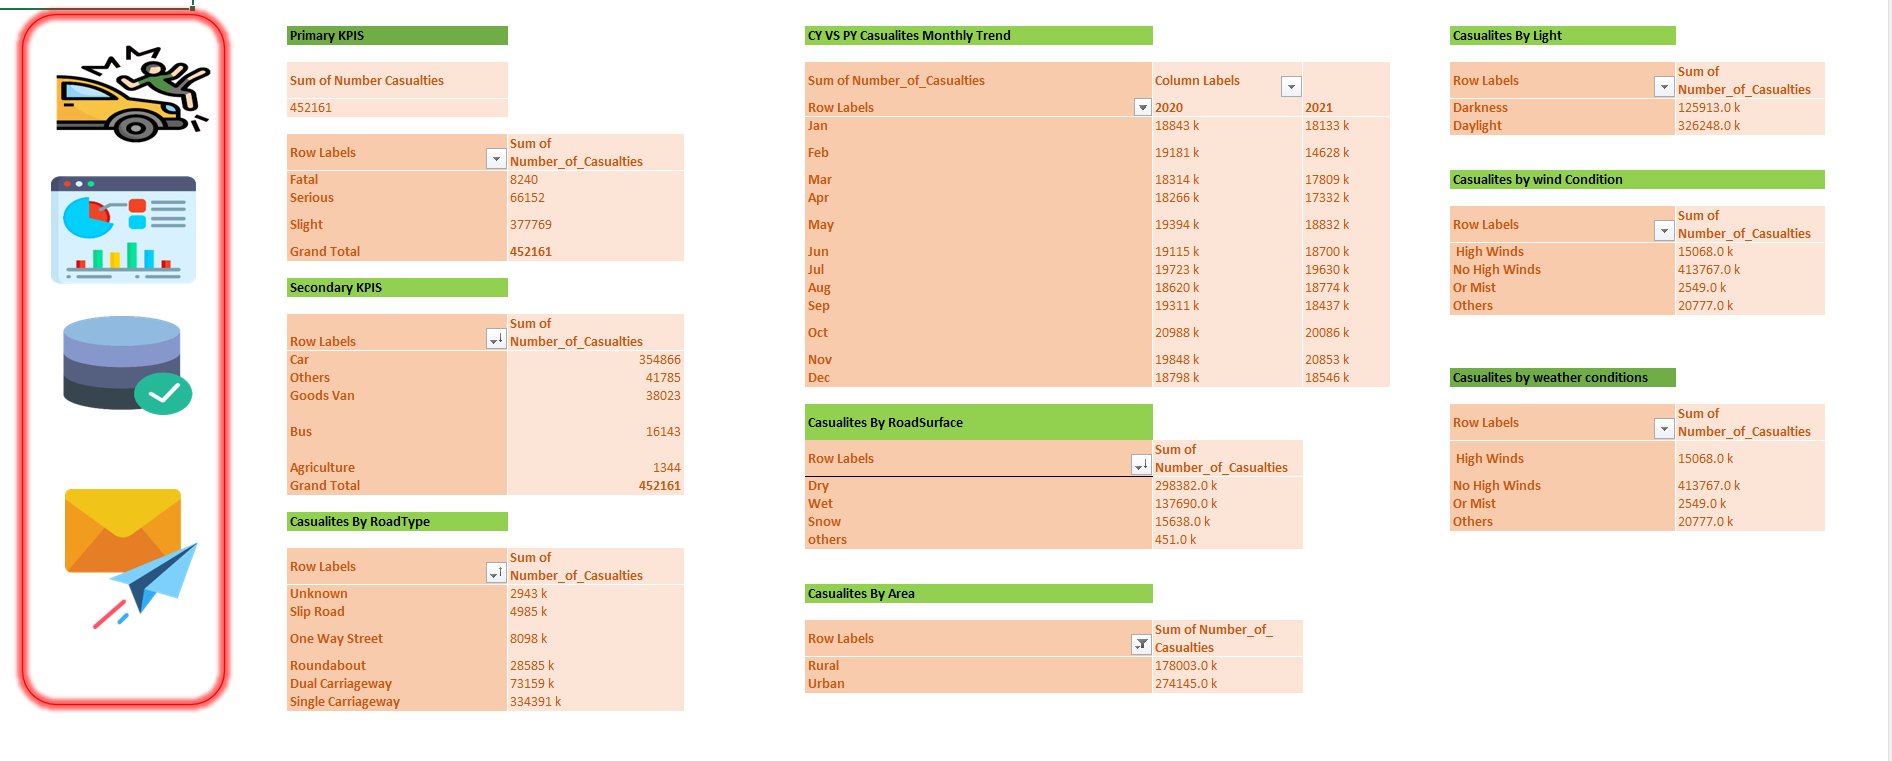 Primary KPIS
Sum of Number Casualties
452161
Row Labels
Sum of
Number_of_Casualties
Fatal 8240
Serious 66152
Slight 377769
Grand Total 452161
Secondary KPIS
Row Labels
Sum of
Number_of_Casualties
Car 354866
Others 41785
Goods Van 38023
Bus 16143
Agriculture 1344
Grand Total 452161
Casualites By RoadType
Row Labels
Sum of
Number_of_Casualties
Unknown 2943 k
Slip Road 4985 k
One Way Street 8098 k
Roundabout 28585 k
Dual Carriageway 73159 k
Single Carriageway 334391 k
CY VS PY Casualites Monthly Trend
Sum of Number_of_Casualties Column Labels
Row Labels 2020 2021
Jan 18843 k 18133 k
Feb 19181 k 14628 k
Mar 18314 k 17809 k
Apr 18266 k 17332 k
May 19394 k 18832 k
Jun 19115 k 18700 k
Jul 19723 k 19630 k
Aug 18620 k 18774 k
Sep 19311 k 18437 k
Oct 20988 k 20086 k
Nov 19848 k 20853 k
Dec 18798 k 18546 k
Casualites By RoadSurface
Row Labels
Sum of
Number_of_Casualties
Dry 298382.0 k
Wet 137690.0 k
Snow 15638.0 k
others 451.0 k
Casualites By Area
Row Labels
Sum of Number_of_
Casualties
Rural 178003.0 k
Urban 274145.0 k
Casualites By Light
Row Labels
Sum of
Number_of_Casualties
Darkness 125913.0 k
Daylight 326248.0 k
Casualites by wind Condition
Row Labels
Sum of
Number_of_Casualties
High Winds 15068.0 k
No High Winds 413767.0 k
Or Mist 2549.0 k
Others 20777.0 k
Casualites by weather conditions
Row Labels
Sum of
Number_of_Casualties
High Winds 15068.0 k
No High Winds 413767.0 k
Or Mist 2549.0 k
Others 20777.0 k